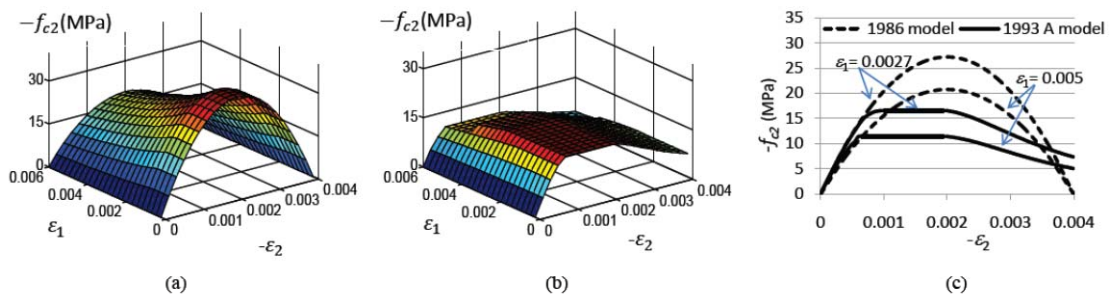 −fc2(MPa)
30
15
0
0.006
0.004
0.002
0
ε1
0
0.001
0.002
0.003
0.004
-ε2
(a)
−fc2(MPa)
30
15
0
0.006
0.004
0.002
0
ε1
0
0.001
0.002
0.003
0.004
-ε2
(b)
35
30
25
20
15
10
5
0
-fc2 (MPa)
1986 model
1993 A model
ε1= 0.0027
ε1= 0.005
0
0.001
0.002
0.003
0.004
-ε2
(c)